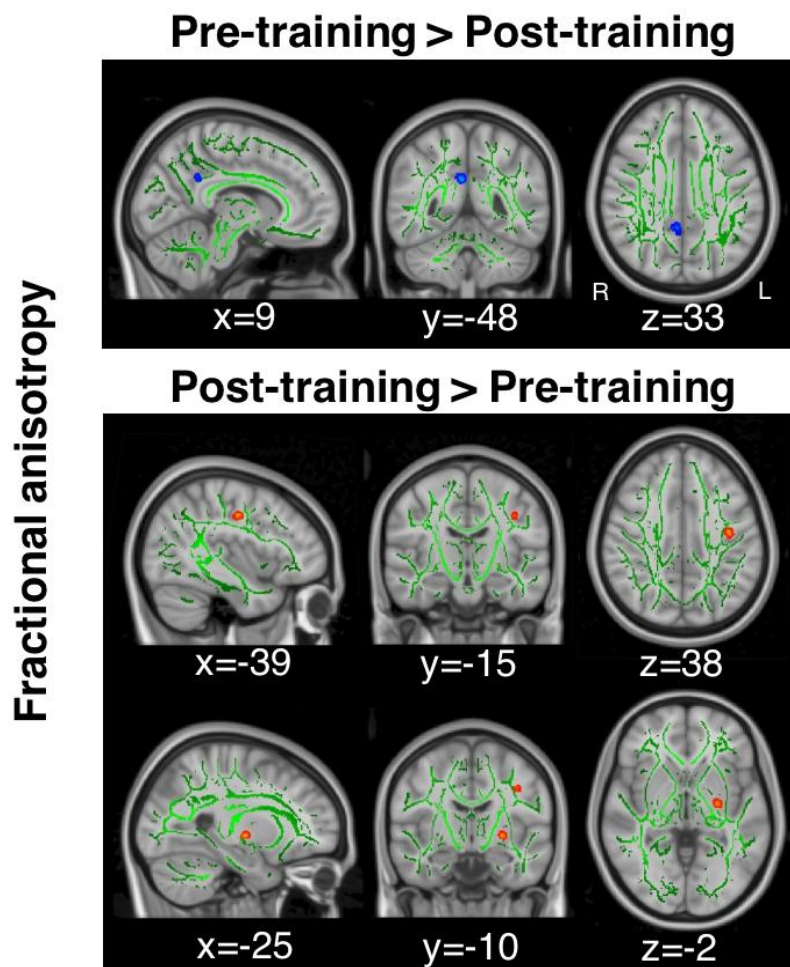 Pre-training > Post-training
R
L
x=9
y=-48
z=33
Fractional anisotropy
Post-training > Pre-training
x=-39
y=-15
z=38
x=-25
y=-10
z=-2